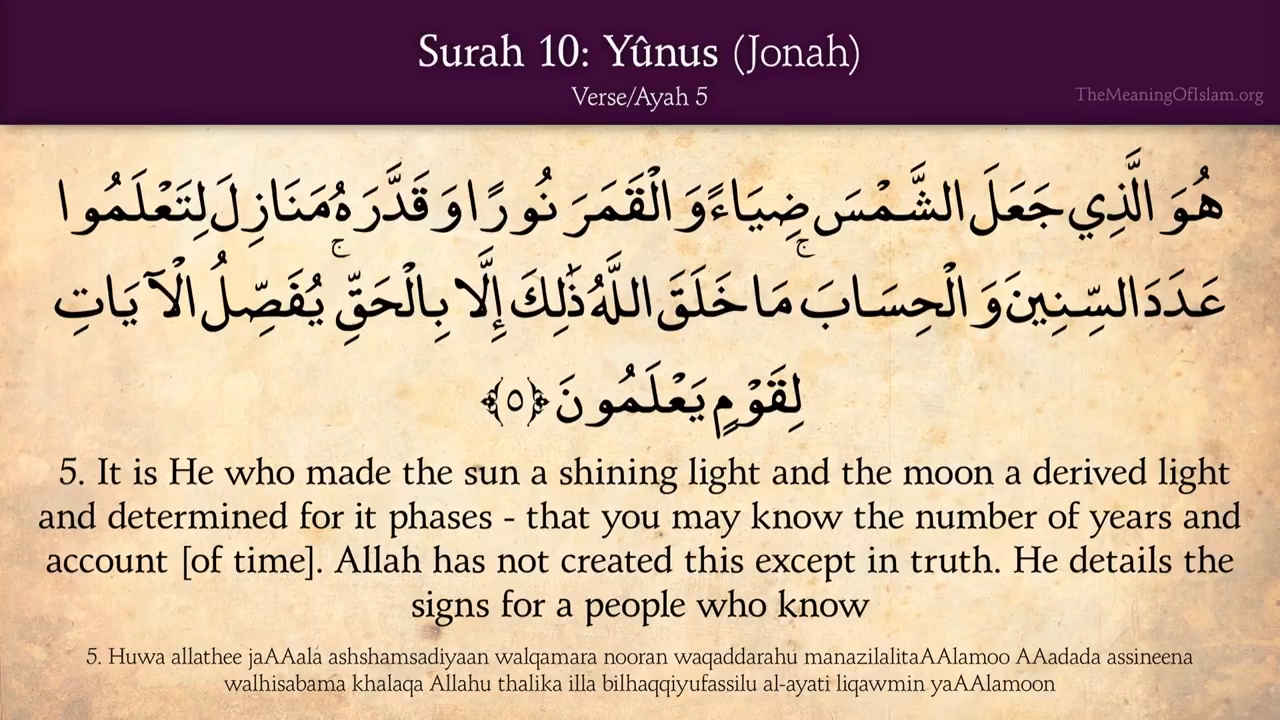 Surah 10: Yûnus (Jonah)
Verse/Ayah 5
TheMeaningOfIslam.org
هُوَ الَّذِي جَعَلَ الشَّمْسَ ضِيَاءً وَالْقَمَرَ نُورًا وَقَدَّرَهُ مَنَازِلَ لِتَعْلَمُوا
عَدَدَ السِّنِينَ وَالْحِسَابَ ۚ مَا خَلَقَ اللَّهُ ذَٰلِكَ إِلَّا بِالْحَقِّ ۚ يُفَصِّلُ الْآيَاتِ
لِقَوْمٍ يَعْلَمُونَ ﴿٥﴾
5. It is He who made the sun a shining light and the moon a derived light
and determined for it phases - that you may know the number of years and
account [of time]. Allah has not created this except in truth. He details the
signs for a people who know
5. Huwa allathee jaAAala ashshamsadiyaan walqamara nooran waqaddarahu manazilalitaAAlamoo AAadada assineena
walhisabama khalaqa Allahu thalika illa bilhaqqiyufassilu al-ayati liqawmin yaAAlamoon